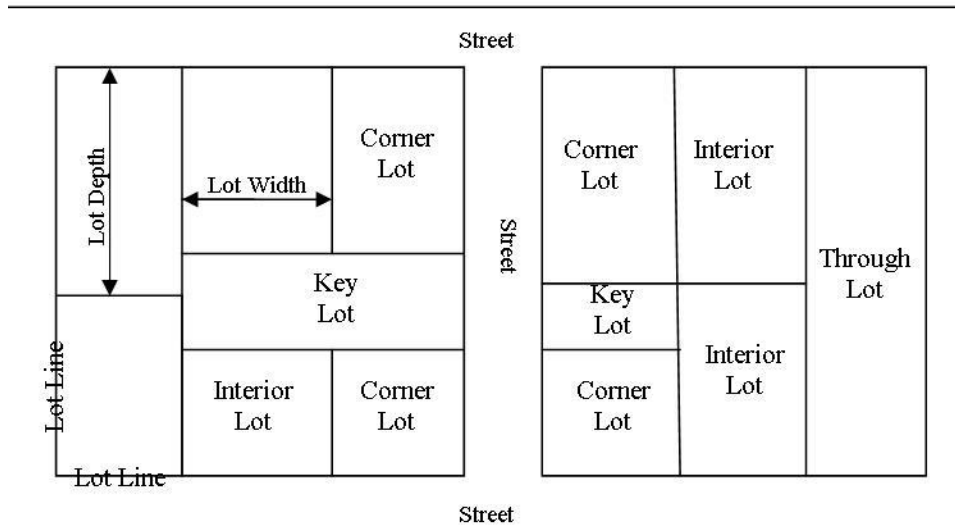 Street
Corner
Lot
Lot Depth
Lot Width
Corner
Lot
Interior
Lot
Street
Through
Lot
Key
Lot
Key
Lot
Lot Line
Interior
Lot
Corner
Lot
Corner
Lot
Interior
Lot
Lot Line
Street